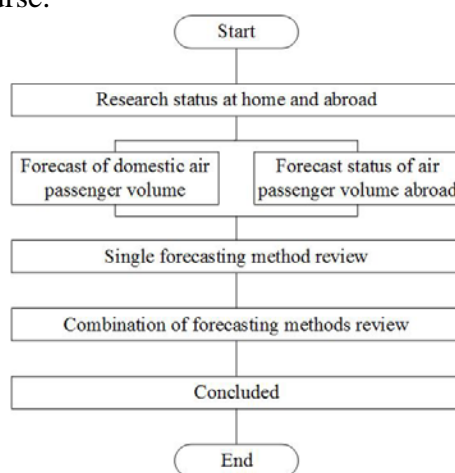 Start
Research status at home and abroad
Forecast of domestic air
passenger volume
Forecast status of air
passenger volume abroad
Single forecasting method review
Combination of forecasting methods review
Concluded
End